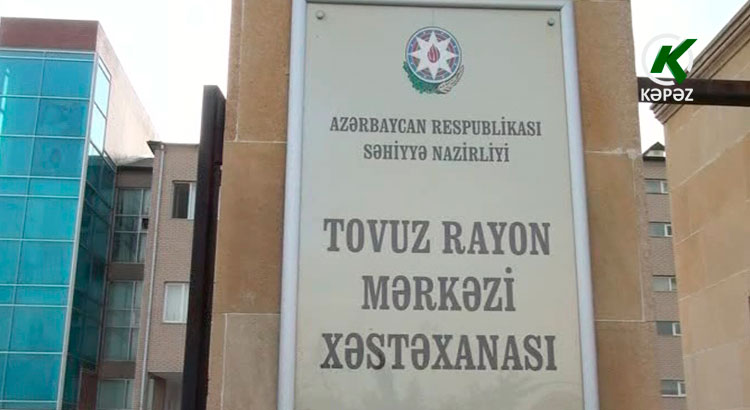 AZƏRBAYCAN RESPUBLİKASI
SƏHİYYƏ NAZİRLİYİ
TOVUZ RAYON
MƏRKƏZİ
XƏSTƏXANASI
K
KƏPƏZ